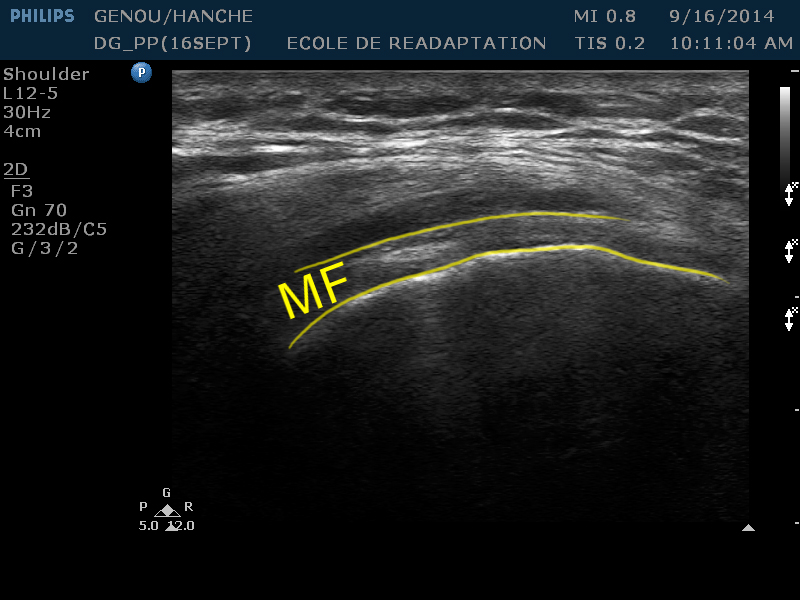 PHILIPS GENOU/HANCHE MI 0.8 9/16/2014
DG_PP(16SEPT) ECOLE DE READAPTATION TIS 0.2 10:11:04 AM
Shoulder
P
L12-5
30Hz
4cm
2D
F3
Gn 70
232dB/C5
G/3/2
MF
G
P R
5.0 12.0